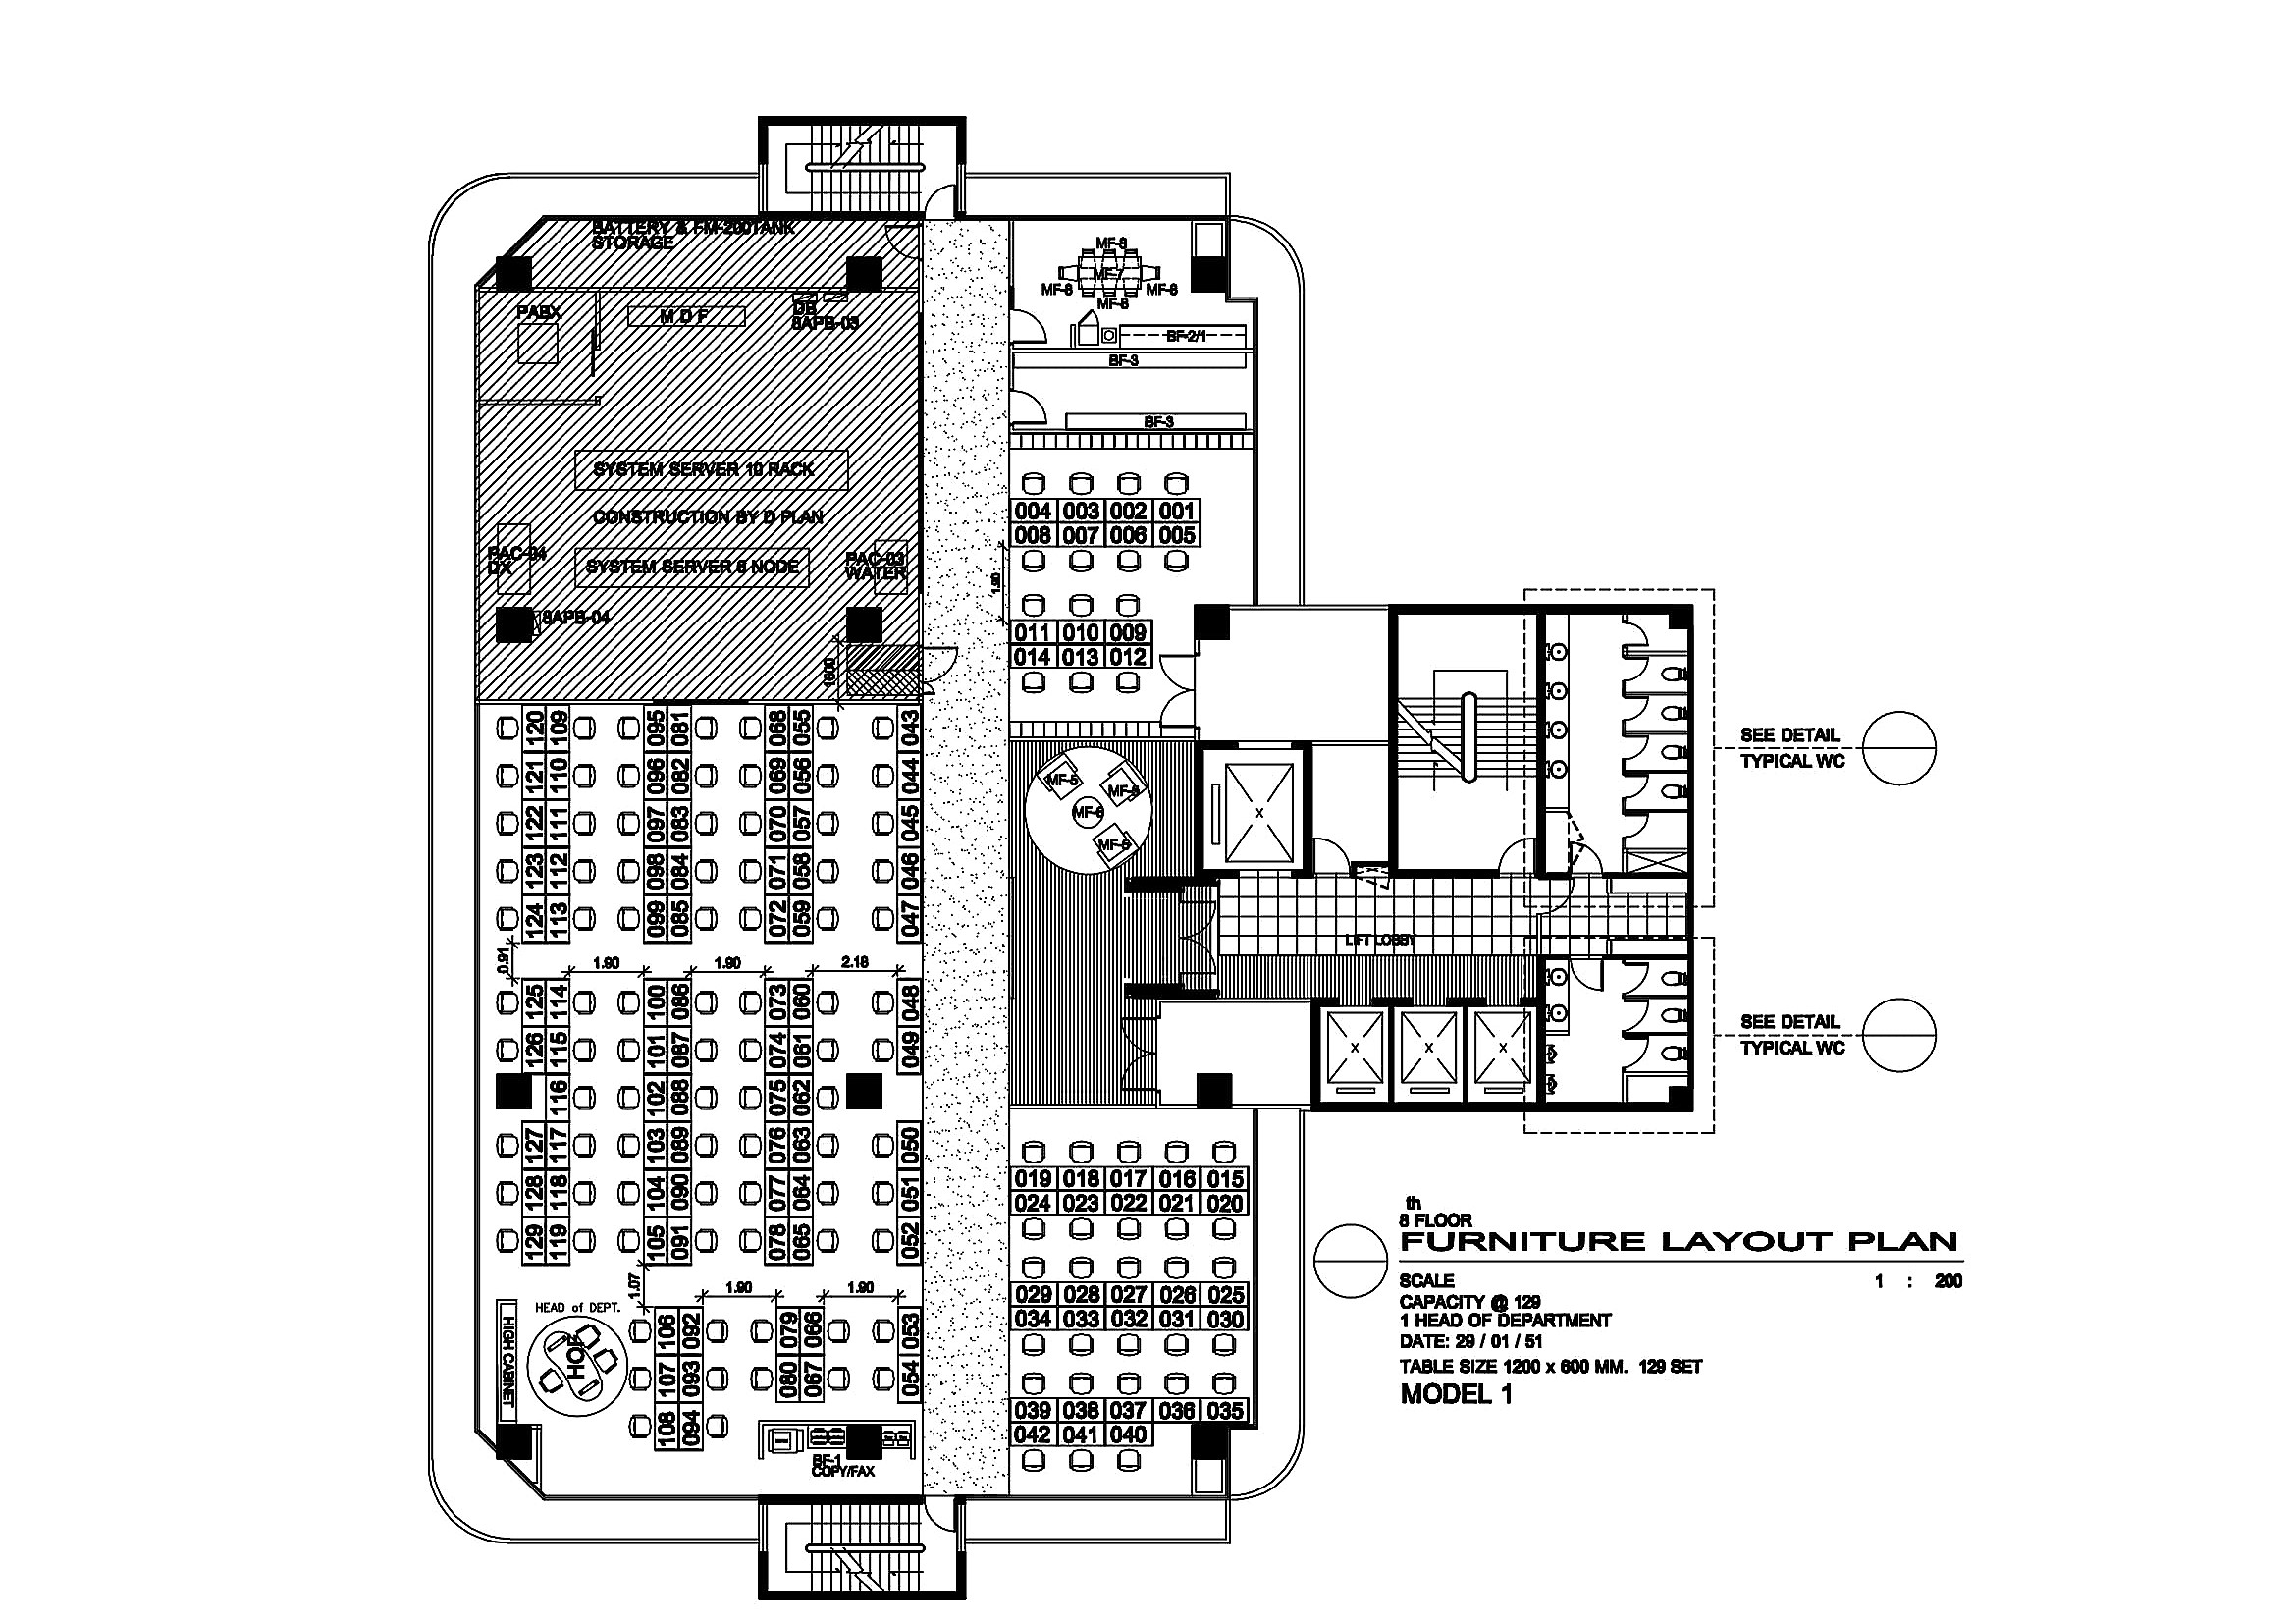 BATTERY & FM-200TANK
STORAGE
PABX
M D F
DB
8APB-03
SYSTEM SERVER 10 RACK
CONSTRUCTION BY D PLAN
SYSTEM SERVER 8 NODE
PAC-04
DX
PAC-03
WATER
8APB-04
1600
MF-8
MF-7
MF-8
MF-8
MF-8
BF-2/1
BF-3
BF-3
004 003 002 001
008 007 006 005
1.90
011 010 009
014 013 012
MF-5
MF-5
MF-6
MF-5
120 109 095 081 068 055 043
121 110 096 082 069 056 044
122 111 097 083 070 057 045
123 112 098 084 071 058 046
124 113 099 085 072 059 047
0.91
1.90
1.90
2.18
125 114 100 086 073 060 048
126 115 101 087 074 061 049
116 102 088 075 062
127 117 103 089 076 063 050
128 118 104 090 077 064 051
129 119 105 091 078 065 052
1.07
1.90
1.90
HEAD of DEPT.
HIGH CABINET
HOF
106 092 079 066 053
107 093 080 067 054
108 094
BF-1
COPY/FAX
LIFT LOBBY
SEE DETAIL
TYPICAL WC
SEE DETAIL
TYPICAL WC
019 018 017 016 015
024 023 022 021 020
029 028 027 026 025
034 033 032 031 030
039 038 037 036 035
042 041 040
th
8 FLOOR
FURNITURE LAYOUT PLAN
SCALE 1 : 200
CAPACITY @ 129
1 HEAD OF DEPARTMENT
DATE: 29 / 01 / 51
TABLE SIZE 1200 x 600 MM. 129 SET
MODEL 1